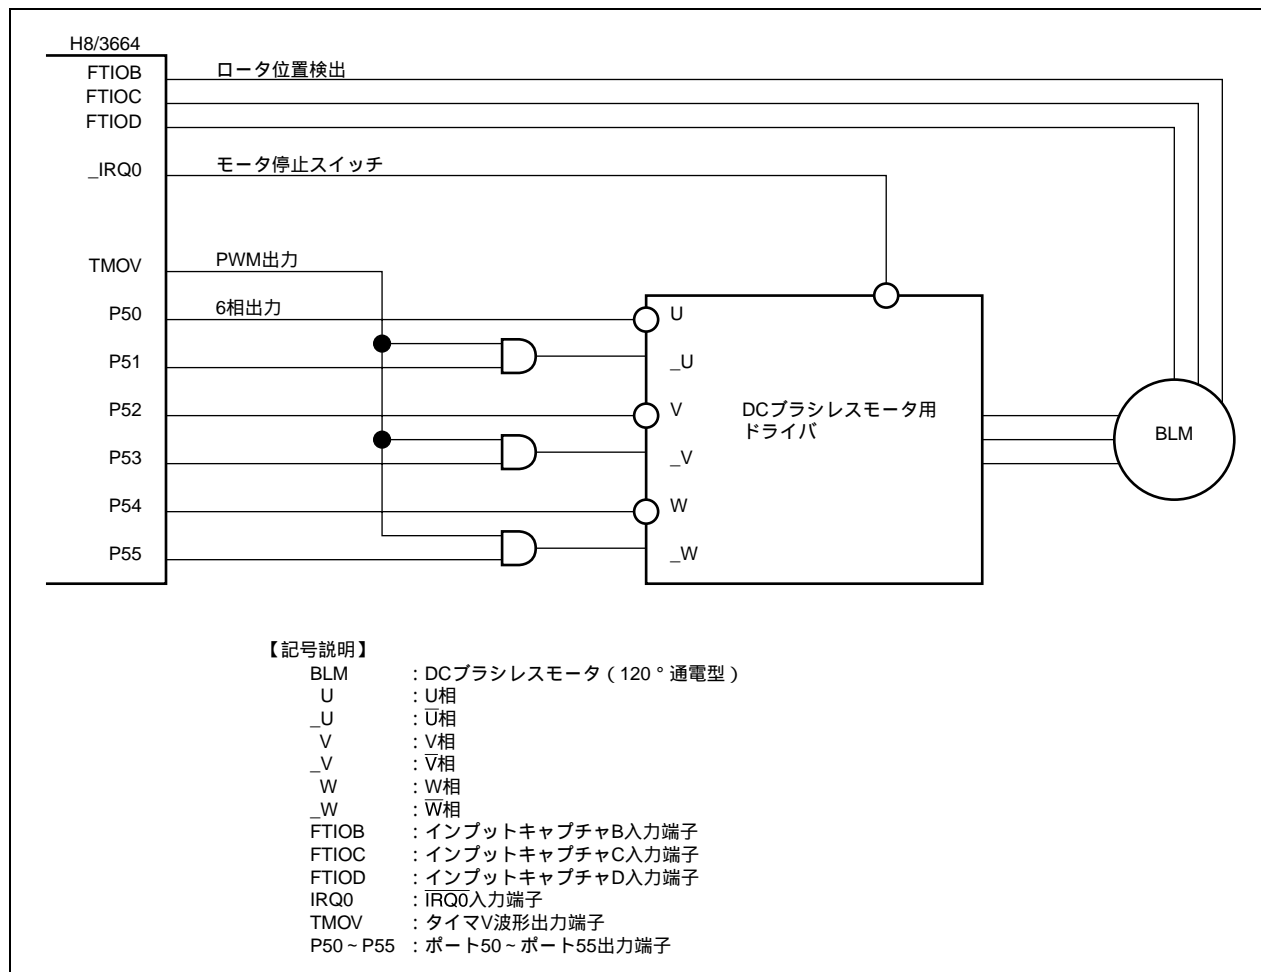 H8/3664
FTIOB ロータ位置検出
FTIOC
FTIOD
_IRQ0 モータ停止スイッチ
TMOV PWM出力
P50 6相出力 U
P51 _U
P52 V
P53 _V
P54 W
P55 _W
DCブラシレスモータ用
ドライバ
BLM
【記号説明】
BLM : DCブラシレスモータ(120°通電型)
U : U相
_U : U̅相
V : V相
_V : V̅相
W : W相
_W : W̅相
FTIOB : インプットキャプチャB入力端子
FTIOC : インプットキャプチャC入力端子
FTIOD : インプットキャプチャD入力端子
IRQ0 : I̅R̅Q̅0̅入力端子
TMOV : タイマV波形出力端子
P50~P55 : ポート50~ポート55出力端子